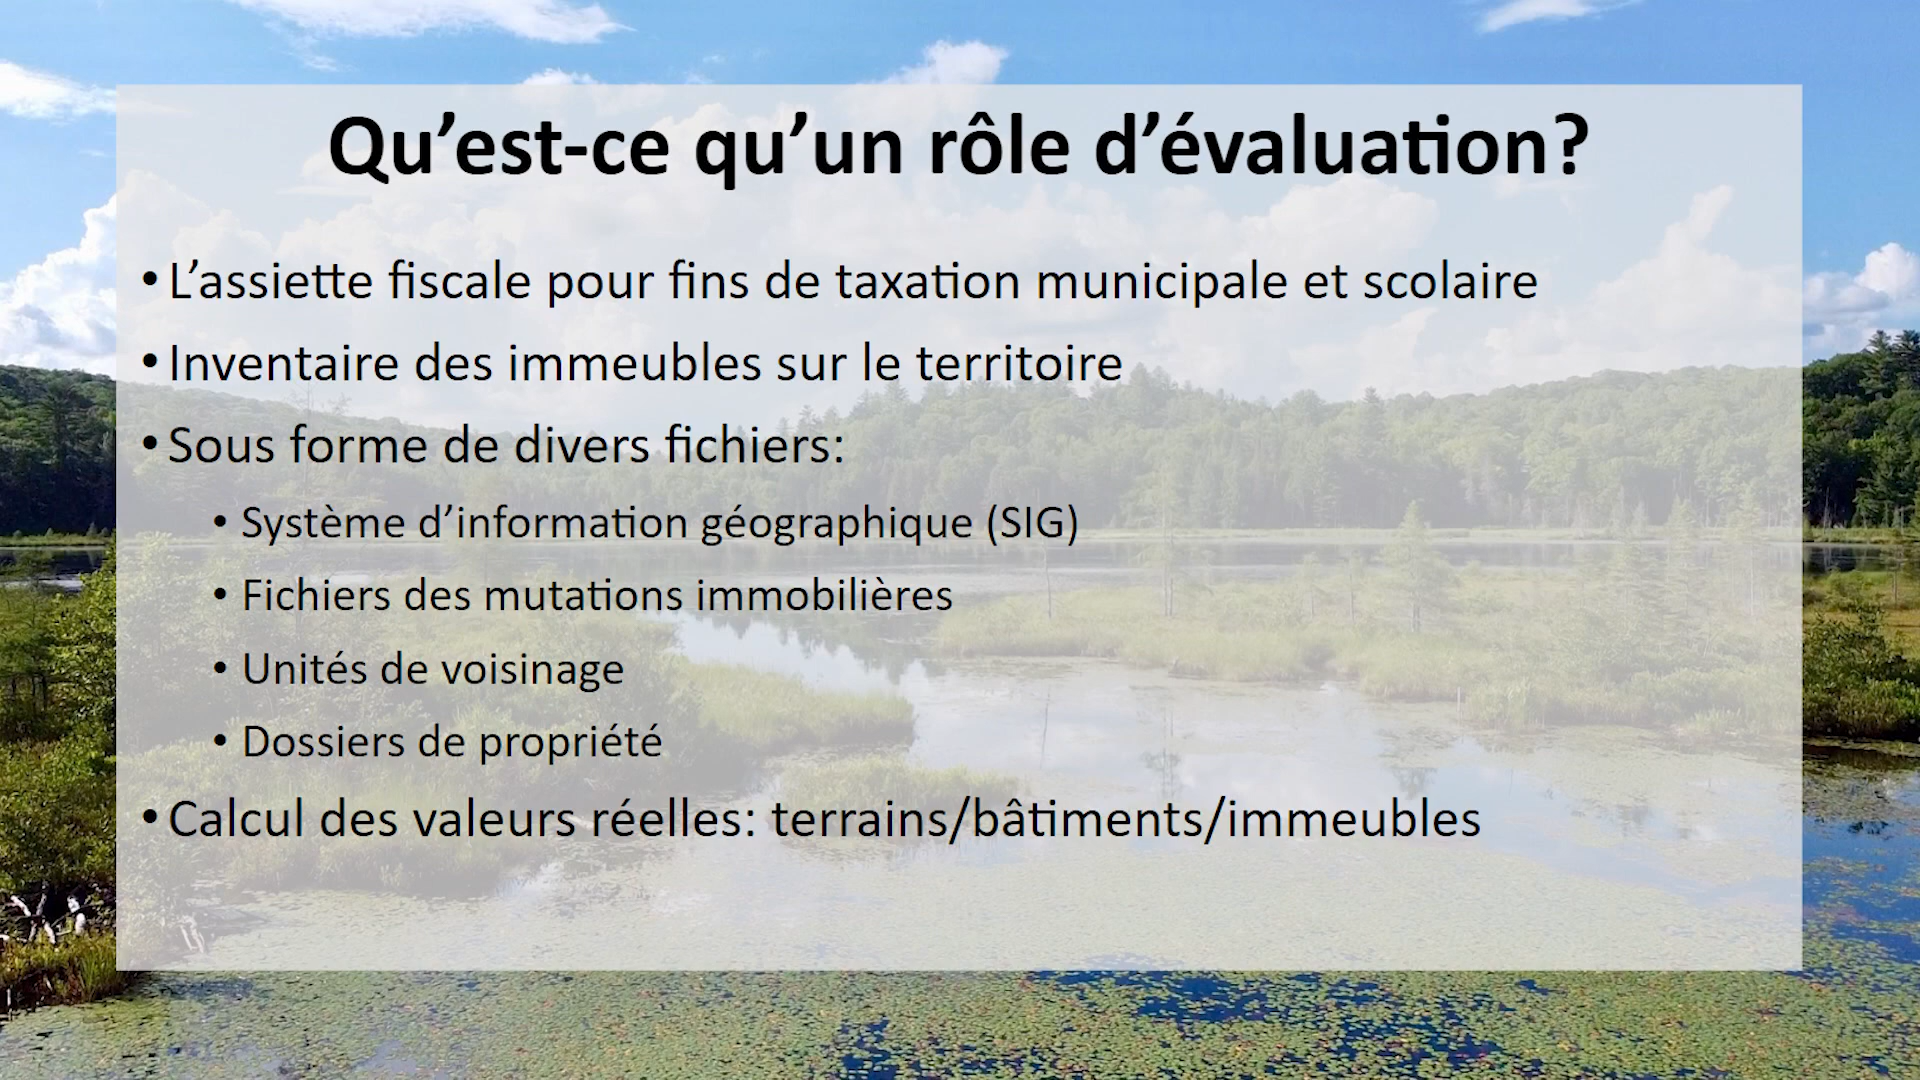 Qu’est-ce qu’un rôle d’évaluation?
• L’assiette fiscale pour fins de taxation municipale et scolaire
• Inventaire des immeubles sur le territoire
• Sous forme de divers fichiers:
• Système d’information géographique (SIG)
• Fichiers des mutations immobilières
• Unités de voisinage
• Dossiers de propriété
• Calcul des valeurs réelles: terrains/bâtiments/immeubles